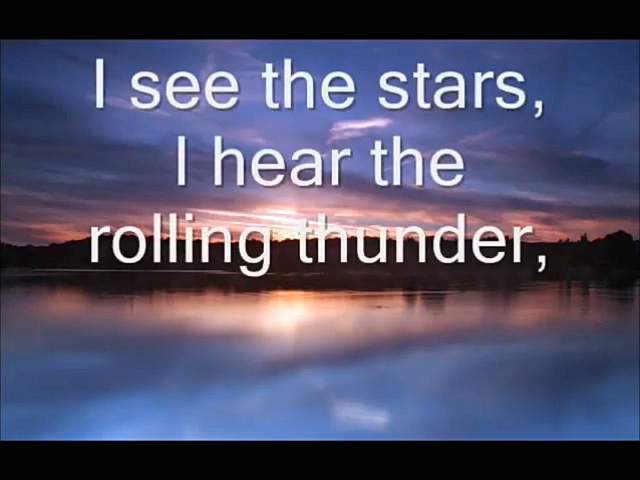 I see the stars,
I hear the
rolling thunder,